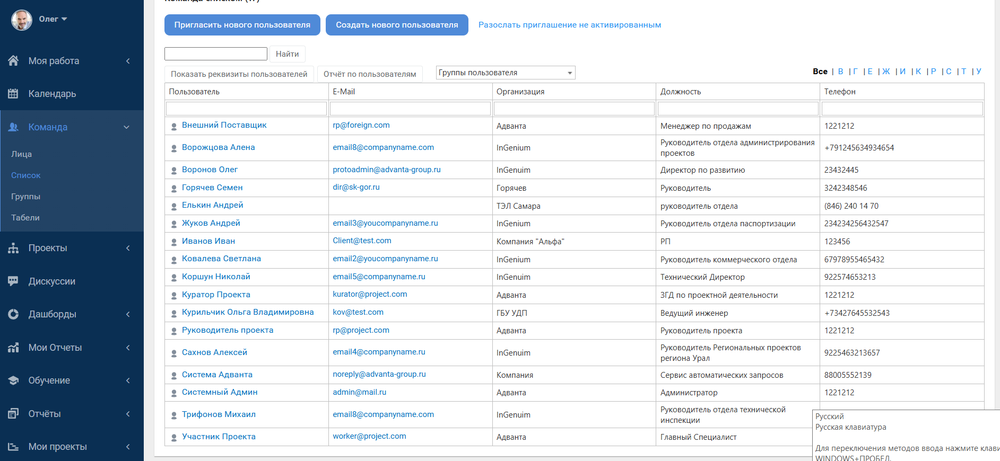 Олег
Моя работа
Календарь
Команда
Лица
Список
Группы
Табели
Проекты
Дискуссии
Дашборды
Мои Отчеты
Обучение
Отчёты
Мои проекты
Команда списком (17)
Пригласить нового пользователя Создать нового пользователя Разослать приглашение не активированным
Найти
Показать реквизиты пользователей Отчёт по пользователям Группы пользователя Все | В | Г | Е | Ж | И | К | Р | С | Т | У
Пользователь E-Mail Организация Должность Телефон
Внешний Поставщик rp@foreign.com Адванта Менеджер по продажам 1221212
Ворожцова Алена email8@companyname.com InGenium Руководитель отдела администрирования +791245634934654
проектов
Воронов Олег protoadmin@advanta-group.ru InGenuim Директор по развитию 23432445
Горячев Семен dir@sk-gor.ru Горячев Руководитель 3242348546
Елькин Андрей ТЭЛ Самара руководитель отдела (846) 240 14 70
Жуков Андрей email3@youcompanyname.ru InGenium Руководитель отдела паспортизации 234234256432547
Иванов Иван Client@test.com Компания "Альфа" РП 123456
Ковалева Светлана email2@youcompanyname.ru InGenium Руководитель коммерческого отдела 67978955465432
Коршун Николай email5@companyname.ru InGenuim Технический Директор 922574653213
Куратор Проекта kurator@project.com Адванта ЗГД по проектной деятельности 1221212
Курильчик Ольга Владимировна kov@test.com ГБУ УДП Ведущий инженер +73427645532543
Руководитель проекта rp@project.com Адванта Руководитель проекта 1221212
Сахнов Алексей email4@companyname.ru InGenuim Руководитель Региональных проектов 9225463213657
региона Урал
Система Адванта noreply@advanta-group.ru Компания Сервис автоматических запросов 88005552139
Системный Админ admin@mail.ru Адванта Администратор 1221212
Трифонов Михаил email8@companyname.com InGenuim Руководитель отдела технической
инспекции
Участник Проекта worker@project.com Адванта Главный Специалист
Русский
Русская клавиатура
Для переключения методов ввода нажмите клави
WINDOWS+ПРОБЕЛ.